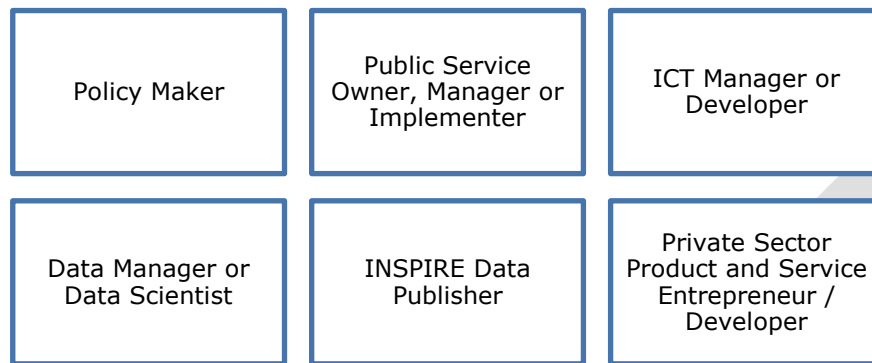 Policy Maker
Public Service
Owner, Manager or
Implementer
ICT Manager or
Developer
Data Manager or
Data Scientist
INSPIRE Data
Publisher
Private Sector
Product and Service
Entrepreneur /
Developer